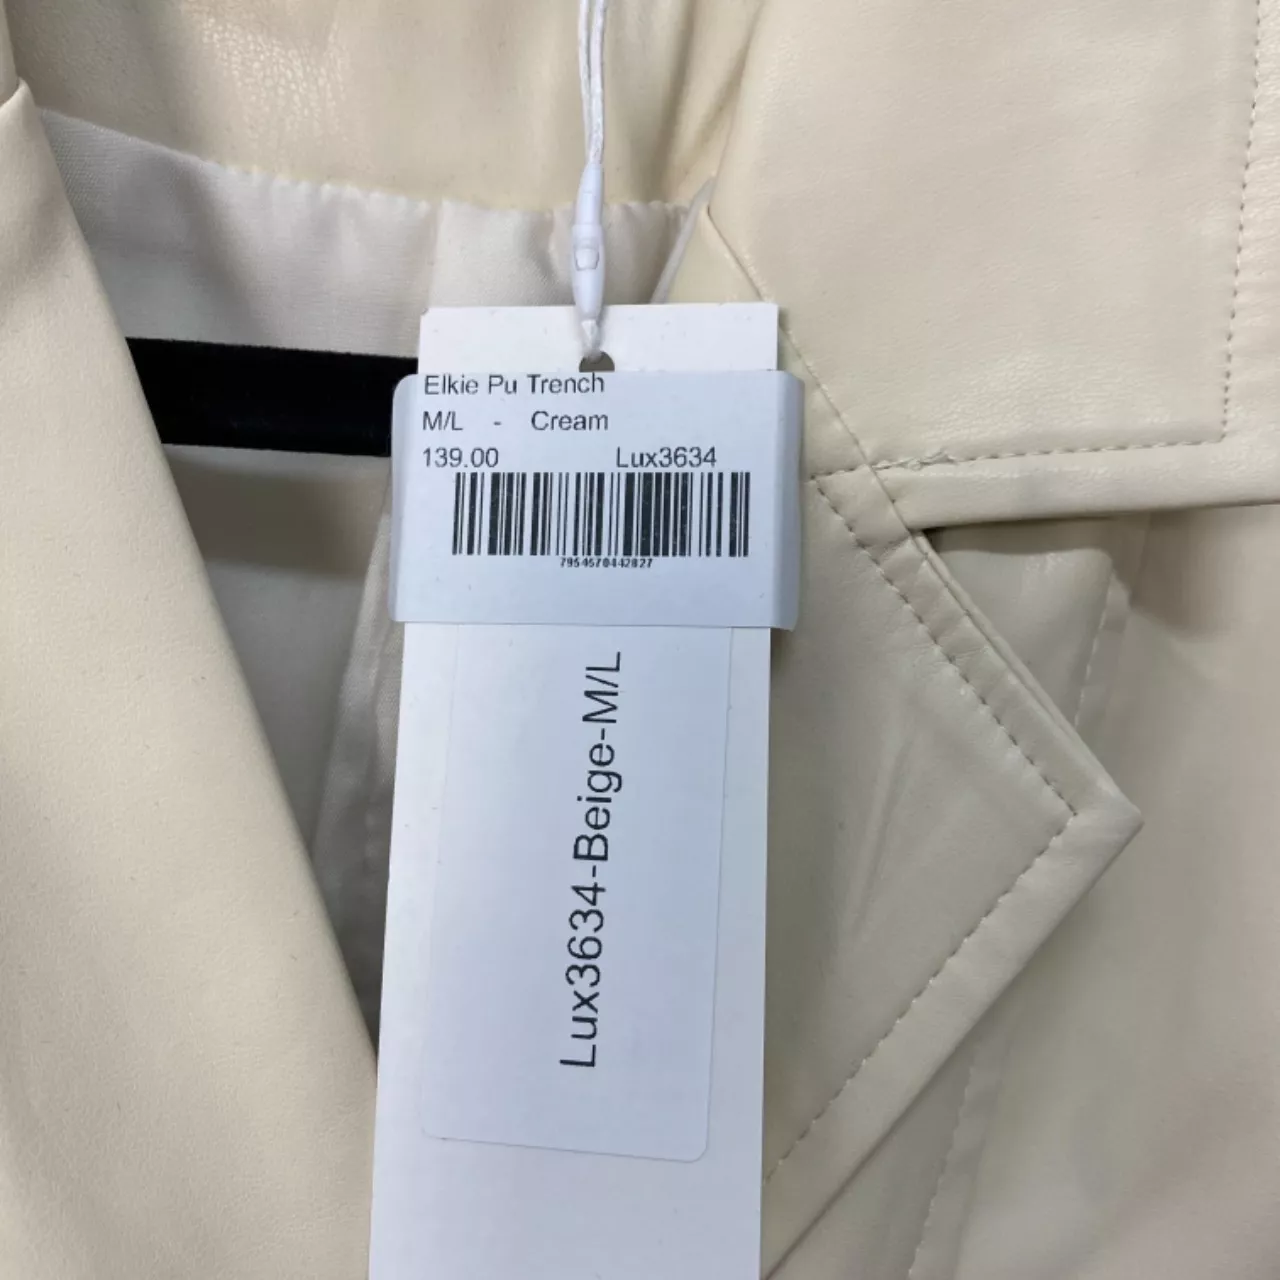 Elkie Pu Trench
M/L - Cream
139.00 Lux3634
7954570442827
Lux3634-Beige-M/L